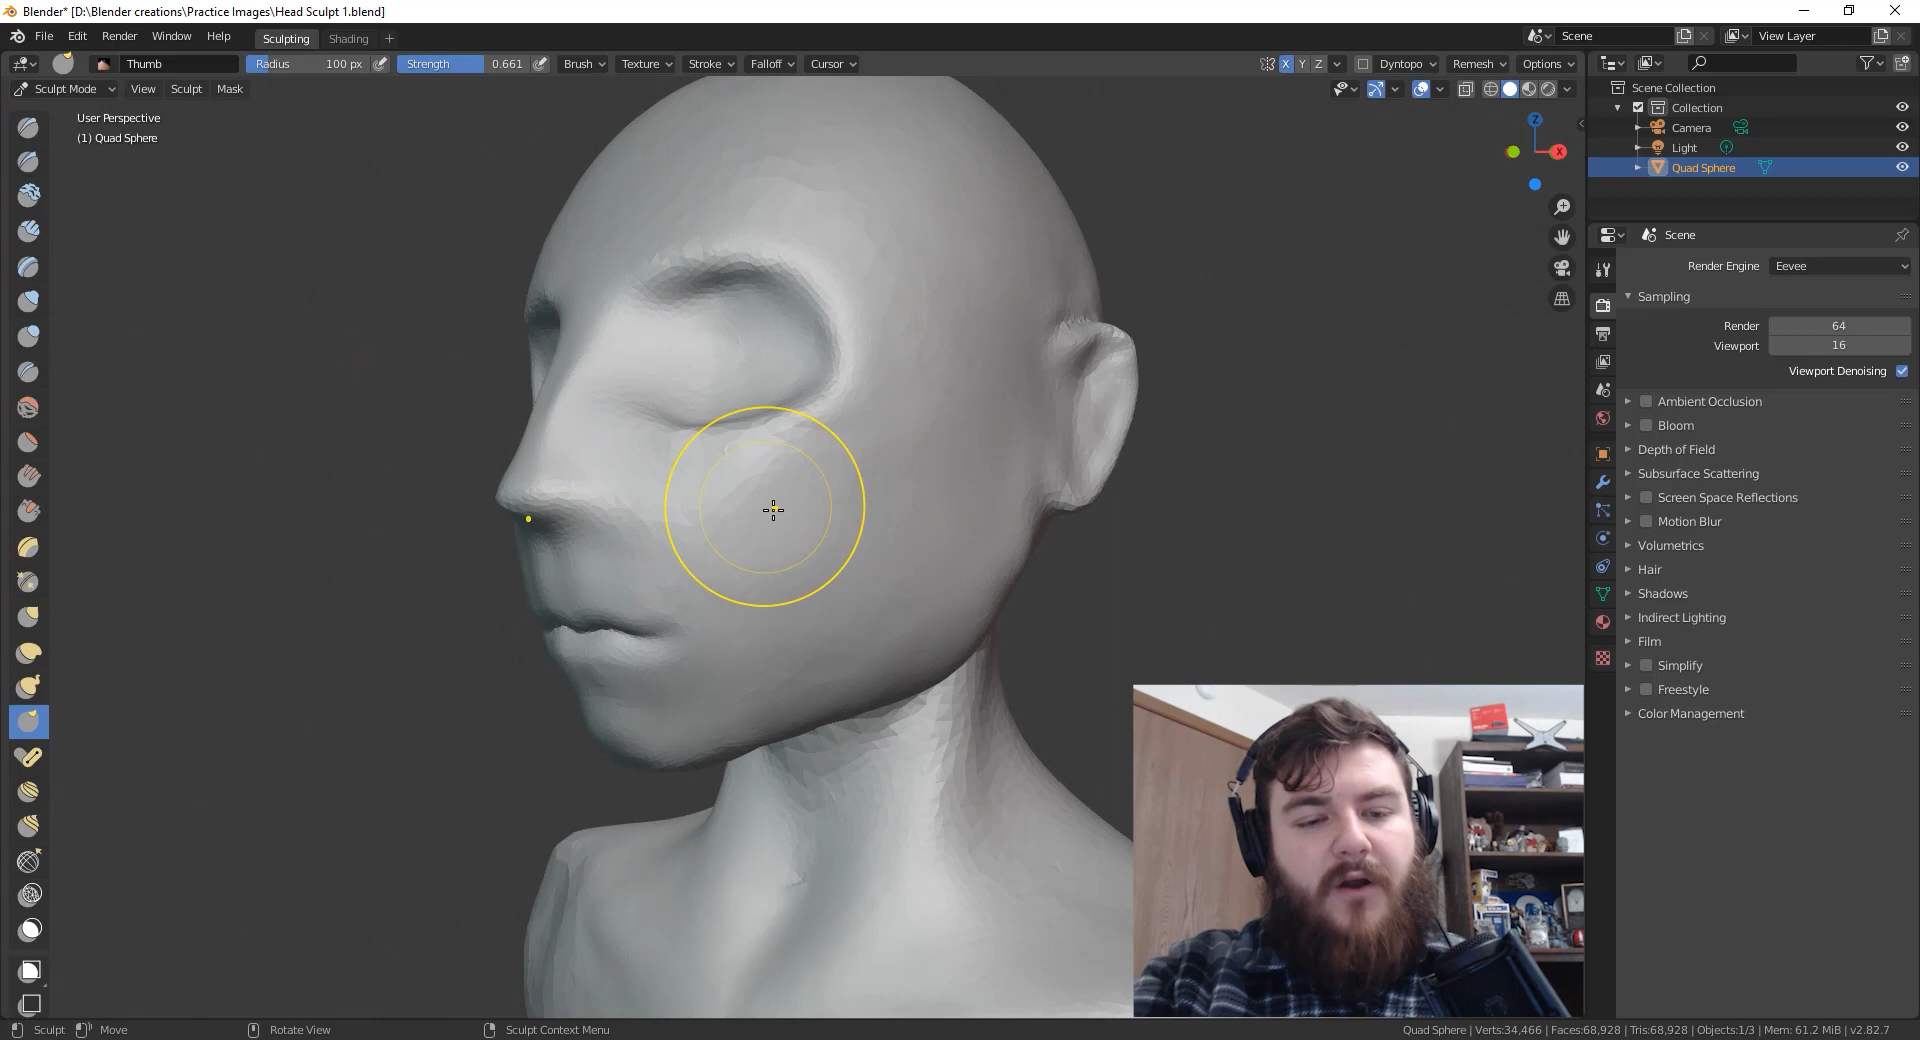 Blender* [D:\Blender creations\Practice Images\Head Sculpt 1.blend]
File Edit Render Window Help Sculpting Shading + Scene View Layer
Thumb Radius 100 px Strength 0.661 Brush Texture Stroke Falloff Cursor X Y Z Dyntopo Remesh Options
Sculpt Mode View Sculpt Mask
User Perspective
(1) Quad Sphere
Z
X
Scene Collection
Collection
Camera
Light
Quad Sphere
Scene
Render Engine Eevee
Sampling
Render 64
Viewport 16
Viewport Denoising
Ambient Occlusion
Bloom
Depth of Field
Subsurface Scattering
Screen Space Reflections
Motion Blur
Volumetrics
Hair
Shadows
Indirect Lighting
Film
Simplify
Freestyle
Color Management
Sculpt Move Rotate View Sculpt Context Menu Quad Sphere | Verts:34,466 | Faces:68,928 | Tris:68,928 | Objects:1/3 | Mem: 61.2 MiB | v2.82.7